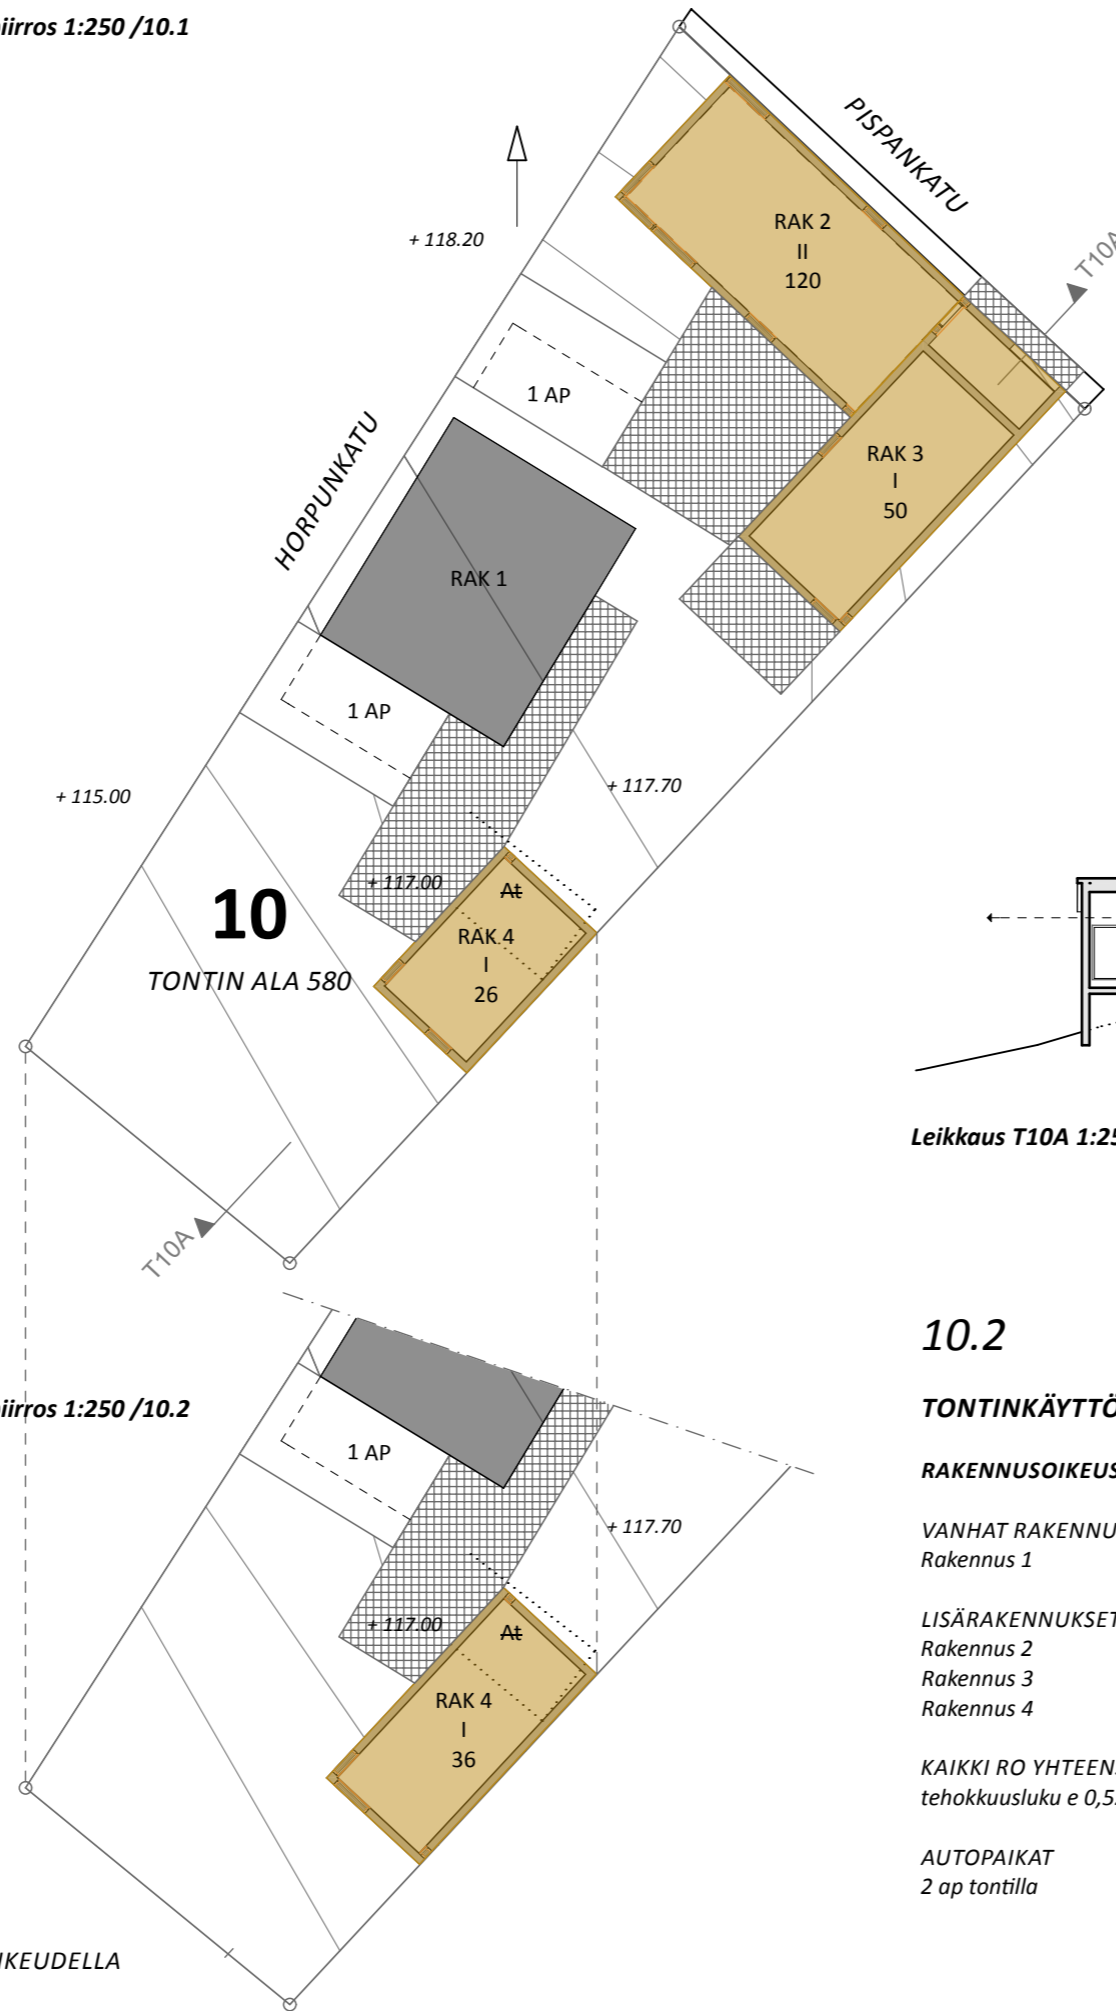 iirros 1:250 /10.1
PISPANKATU
+ 118.20
RAK 2
II
120
T10A
1 AP
HORPUNKATU
RAK 3
I
50
RAK 1
1 AP
+ 117.70
+ 115.00
+ 117.00
At
10
RAK 4
I
26
TONTIN ALA 580
T10A
Leikkaus T10A 1:25
iirros 1:250 /10.2
1 AP
+ 117.70
+ 117.00
At
RAK 4
I
36
10.2
TONTINKÄYTTÖ
RAKENNUSOIKEUS
VANHAT RAKENNU
Rakennus 1
LISÄRAKENNUKSET
Rakennus 2
Rakennus 3
Rakennus 4
KAIKKI RO YHTEEN
tehokkuusluku e 0,5
AUTOPAIKAT
2 ap tontilla
IKEUDELLA